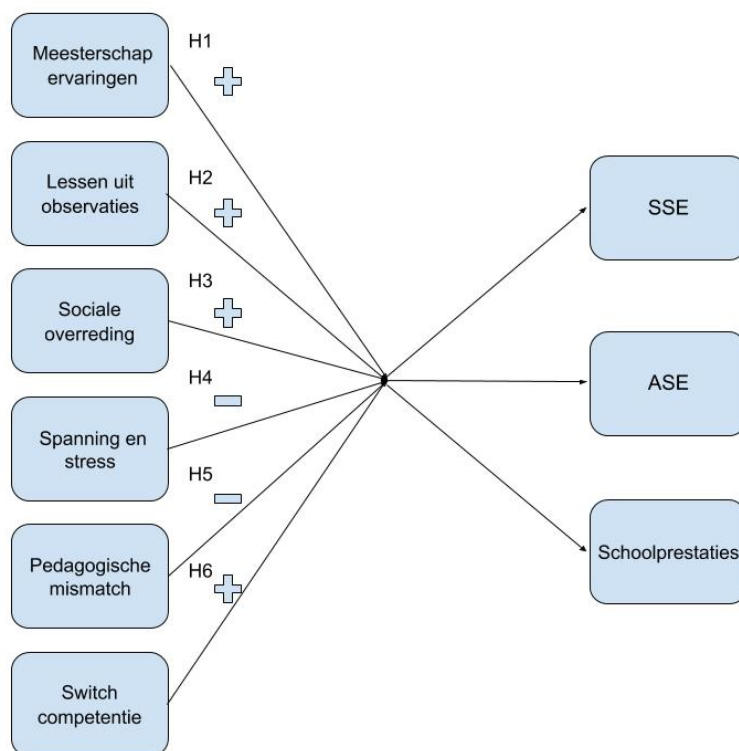 Meesterschap
ervaringen
H1
Lessen uit
observaties
H2
Sociale
overreding
H3
Spanning en
stress
H4
Pedagogische
mismatch
H5
Switch
competentie
H6
SSE
ASE
Schoolprestaties